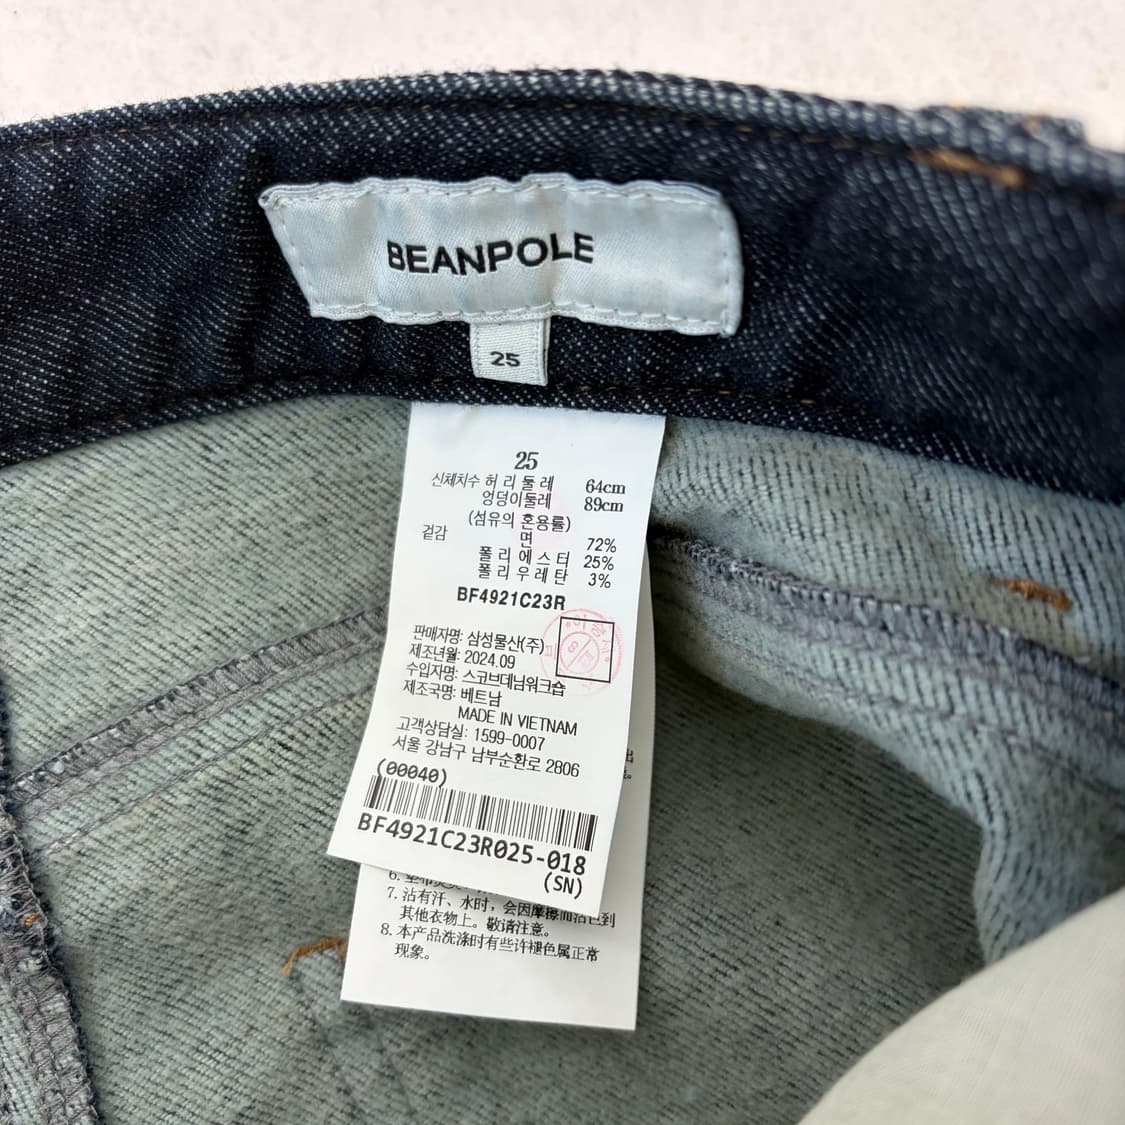 BEANPOLE
25
25
신체치수 허리둘레 64cm
엉덩이둘레 89cm
(섬유의 혼용률)
겉감 면 72%
폴리에스터 25%
폴리우레탄 3%
BF4921C23R
판매자명: 삼성물산(주)
제조년월: 2024.09
수입자명: 스코브데님워크숍
제조국명: 베트남
MADE IN VIETNAM
고객상담실: 1599-0007
서울 강남구 남부순환로 2806
(00040)
BF4921C23R025-018
(SN)
6.
7. 沾有汗、水时，会因摩擦而沾色到
其他衣物上。敬请注意。
8. 本产品洗涤时有些许褪色属正常
现象。